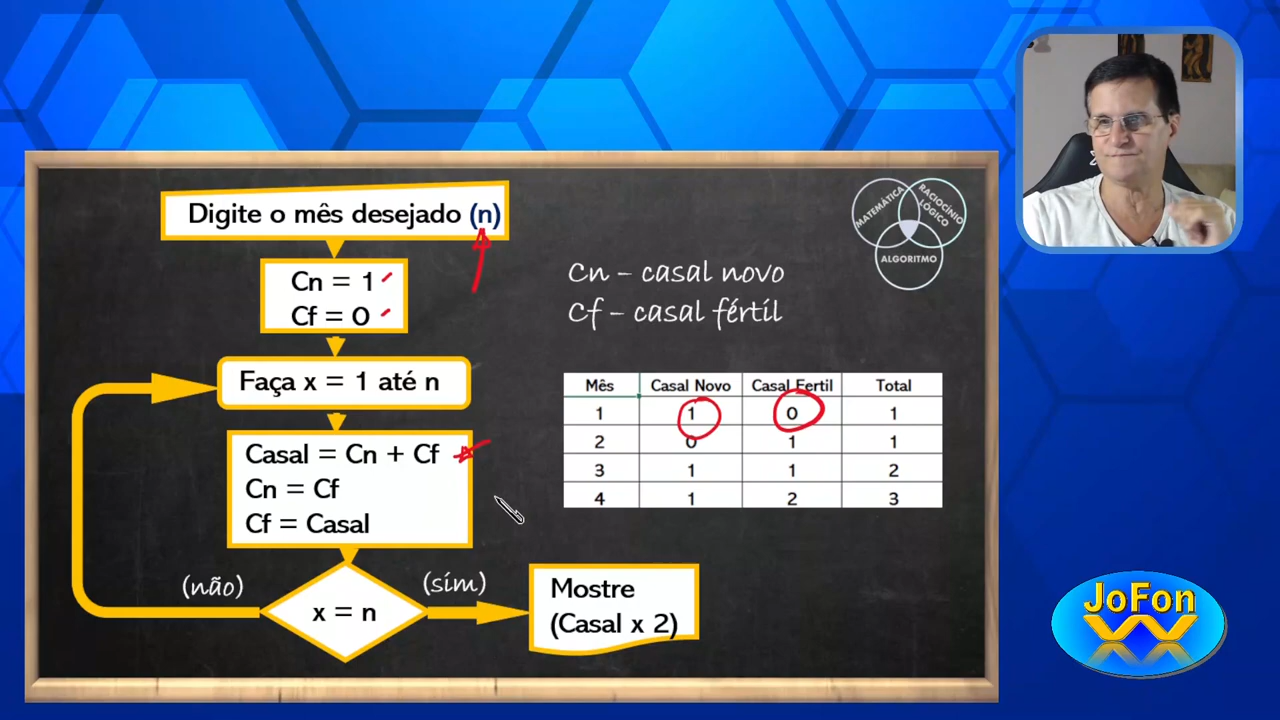 Digite o mês desejado (n)
Cn = 1
Cf = 0
Faça x = 1 até n
Casal = Cn + Cf
Cn = Cf
Cf = Casal
(não)
x = n
(sim)
Mostre
(Casal x 2)
MATEMÁTICA
RACIOCÍNIO
LÓGICO
ALGORITMO
Cn – casal novo
Cf – casal fértil
Mês Casal Novo Casal Fertil Total
1 1 0 1
2 0 1 1
3 1 1 2
4 1 2 3
JoFon